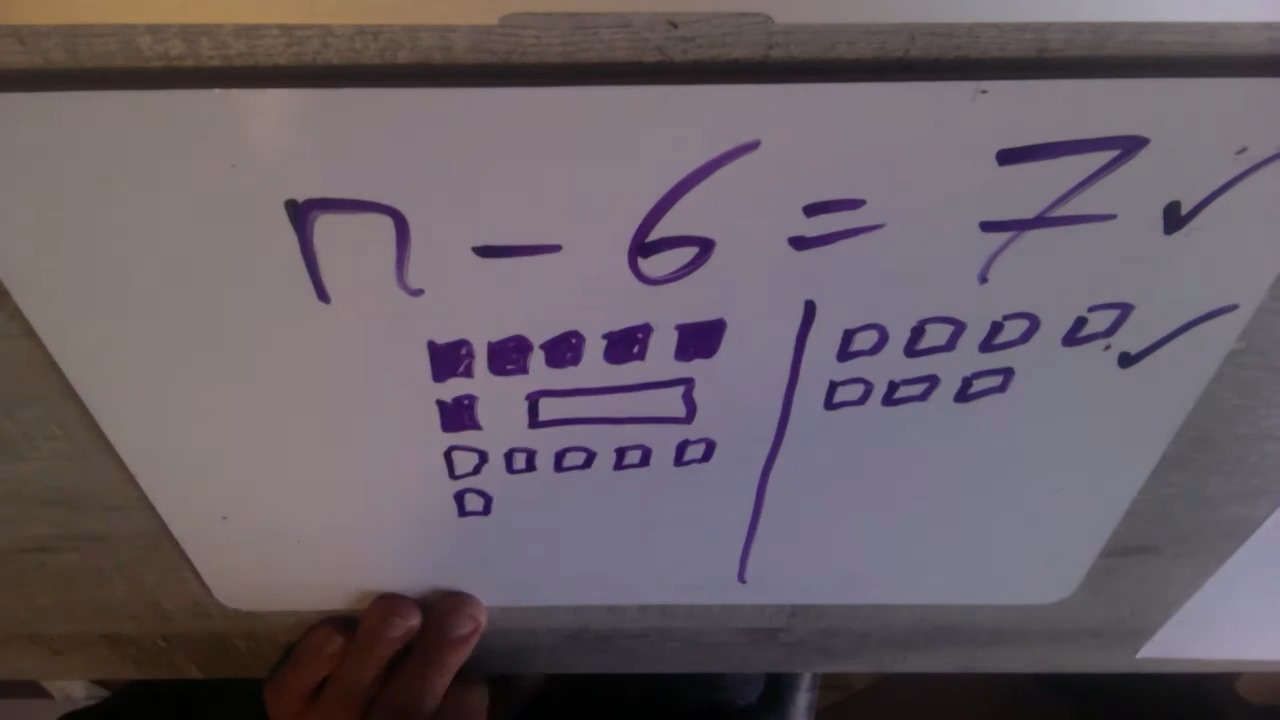 n - 6 = 7 ✓